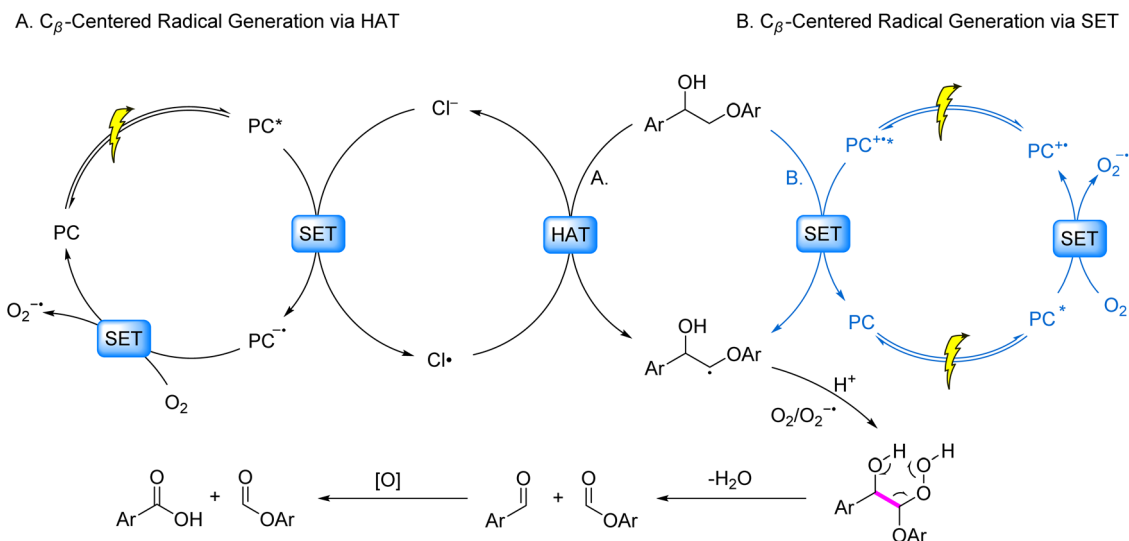 A. Cβ-Centered Radical Generation via HAT
B. Cβ-Centered Radical Generation via SET
PC*
Cl⁻
OH
Ar
OAr
PC⁺•*
PC⁺•
O₂⁻•
A.
B.
PC
SET
HAT
SET
SET
O₂⁻•
SET
PC⁻•
Cl•
O₂
OH
Ar
OAr
•
PC
PC*
O₂
H⁺
O₂/O₂⁻•
O
Ar
OH
+
O
OAr
[O]
O
Ar
+
O
OAr
-H₂O
H
H
O
O
O
Ar
OAr